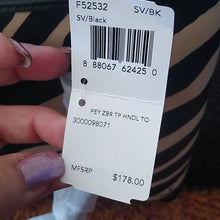 F52532 SV/BK
SV/Black
8 88067 62425 0
PEY ZBR TP HNDL TO
3000098071
MFSRP $178.00